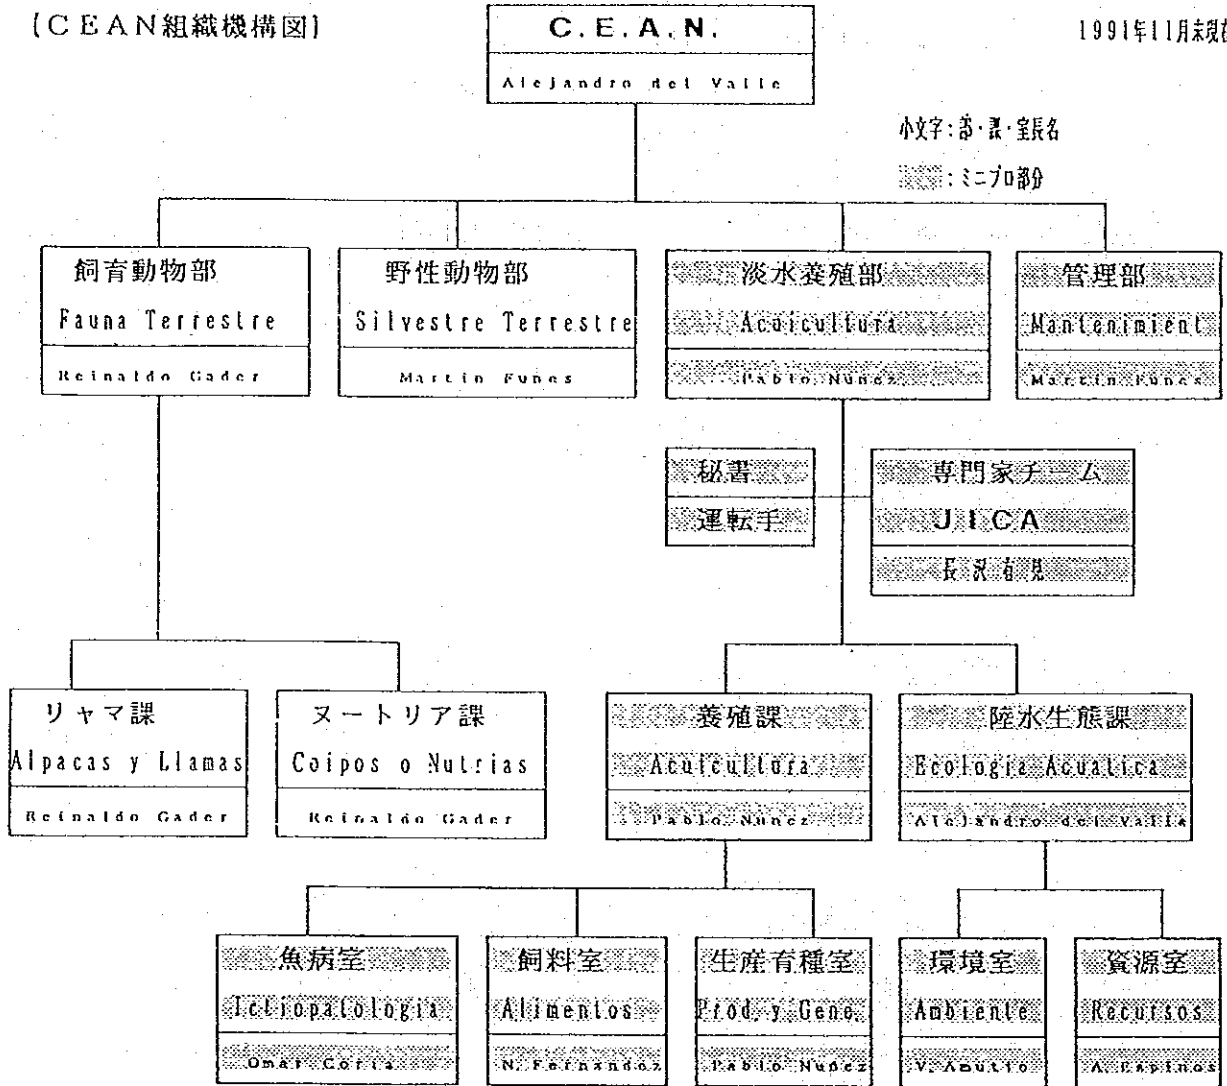 [CEAN組織機構図]
1991年11月末現在
C.E.A.N.
Alejandro del Valle
小文字:部・課・室長名
:ミニプロ部分
飼育動物部
Fauna Terrestre
Reinaldo Gader
野性動物部
Silvestre Terrestre
Martin Funes
淡水養殖部
Acuicultura
Pablo Nuñez
管理部
Mantenimient
Martin Funes
秘書
運転手
専門家チーム
JICA
長沢有晃
リャマ課
Alpacas y Llamas
Reinaldo Gader
ヌートリア課
Coipos o Nutrias
Reinaldo Gader
養殖課
Acuicultura
Pablo Nuñez
陸水生態課
Ecologia Acuatica
Alejandro del Valle
魚病室
Ictiopatologia
Omar Coria
飼料室
Alimentos
N. Fernandez
生産有種室
Prod. y Gene.
Pablo Nuñez
環境室
Ambiente
V. Amutio
資源室
Recursos
A. Espinos